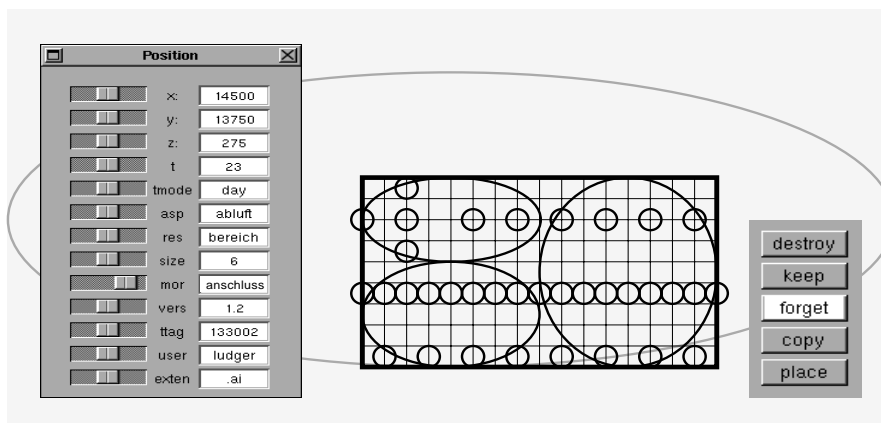 Position
x: 14500
y: 13750
z: 275
t 23
tmode day
asp abluft
res bereich
size 6
mor anschluss
vers 1.2
ttag 133002
user ludger
exten .ai
destroy
keep
forget
copy
place